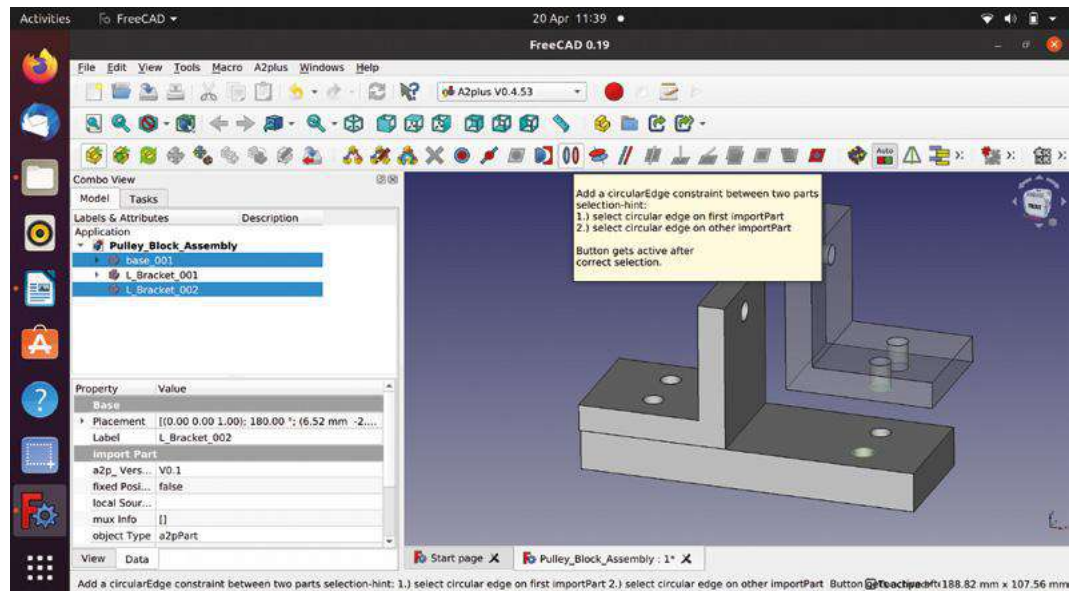 Activities
FreeCAD
20 Apr 11:39
FreeCAD 0.19
File Edit View Tools Macro A2plus Windows Help
A2plus V0.4.53
Auto
Combo View
Model Tasks
Labels & Attributes Description
Application
Pulley_Block_Assembly
base_001
L_Bracket_001
L_Bracket_002
Add a circularEdge constraint between two parts
selection-hint:
1.) select circular edge on first importPart
2.) select circular edge on other importPart
Button gets active after
correct selection.
Property Value
Base
Placement [(0.00 0.00 1.00); 180.00 °; (6.52 mm -2....
Label L_Bracket_002
import Part
a2p_Vers... V0.1
fixed Posi... false
local Sour...
mux Info []
object Type a2pPart
View Data
Start page
Pulley_Block_Assembly : 1*
Add a circularEdge constraint between two parts selection-hint: 1.) select circular edge on first importPart 2.) select circular edge on other importPart Button 188.82 mm x 107.56 mm